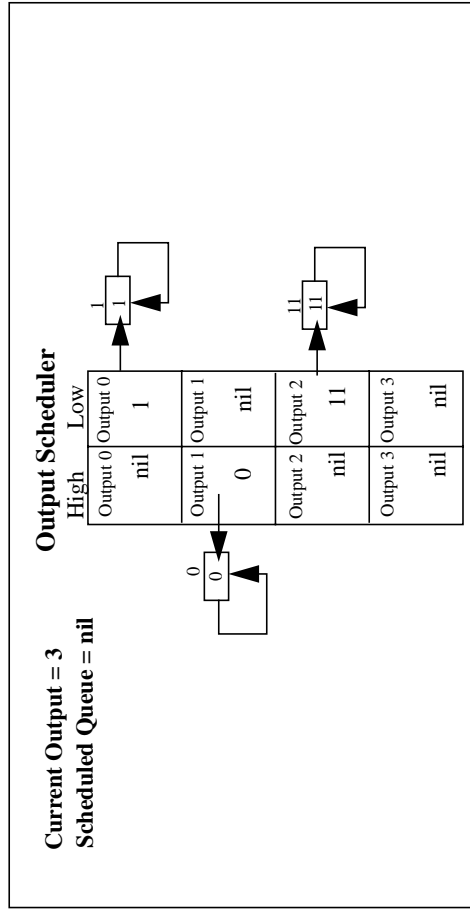 Current Output = 3
Scheduled Queue = nil
Output Scheduler
High
Low
Output 0
nil
Output 0
1
1
1
Output 1
0
Output 1
nil
0
0
Output 2
nil
Output 2
11
11
11
Output 3
nil
Output 3
nil